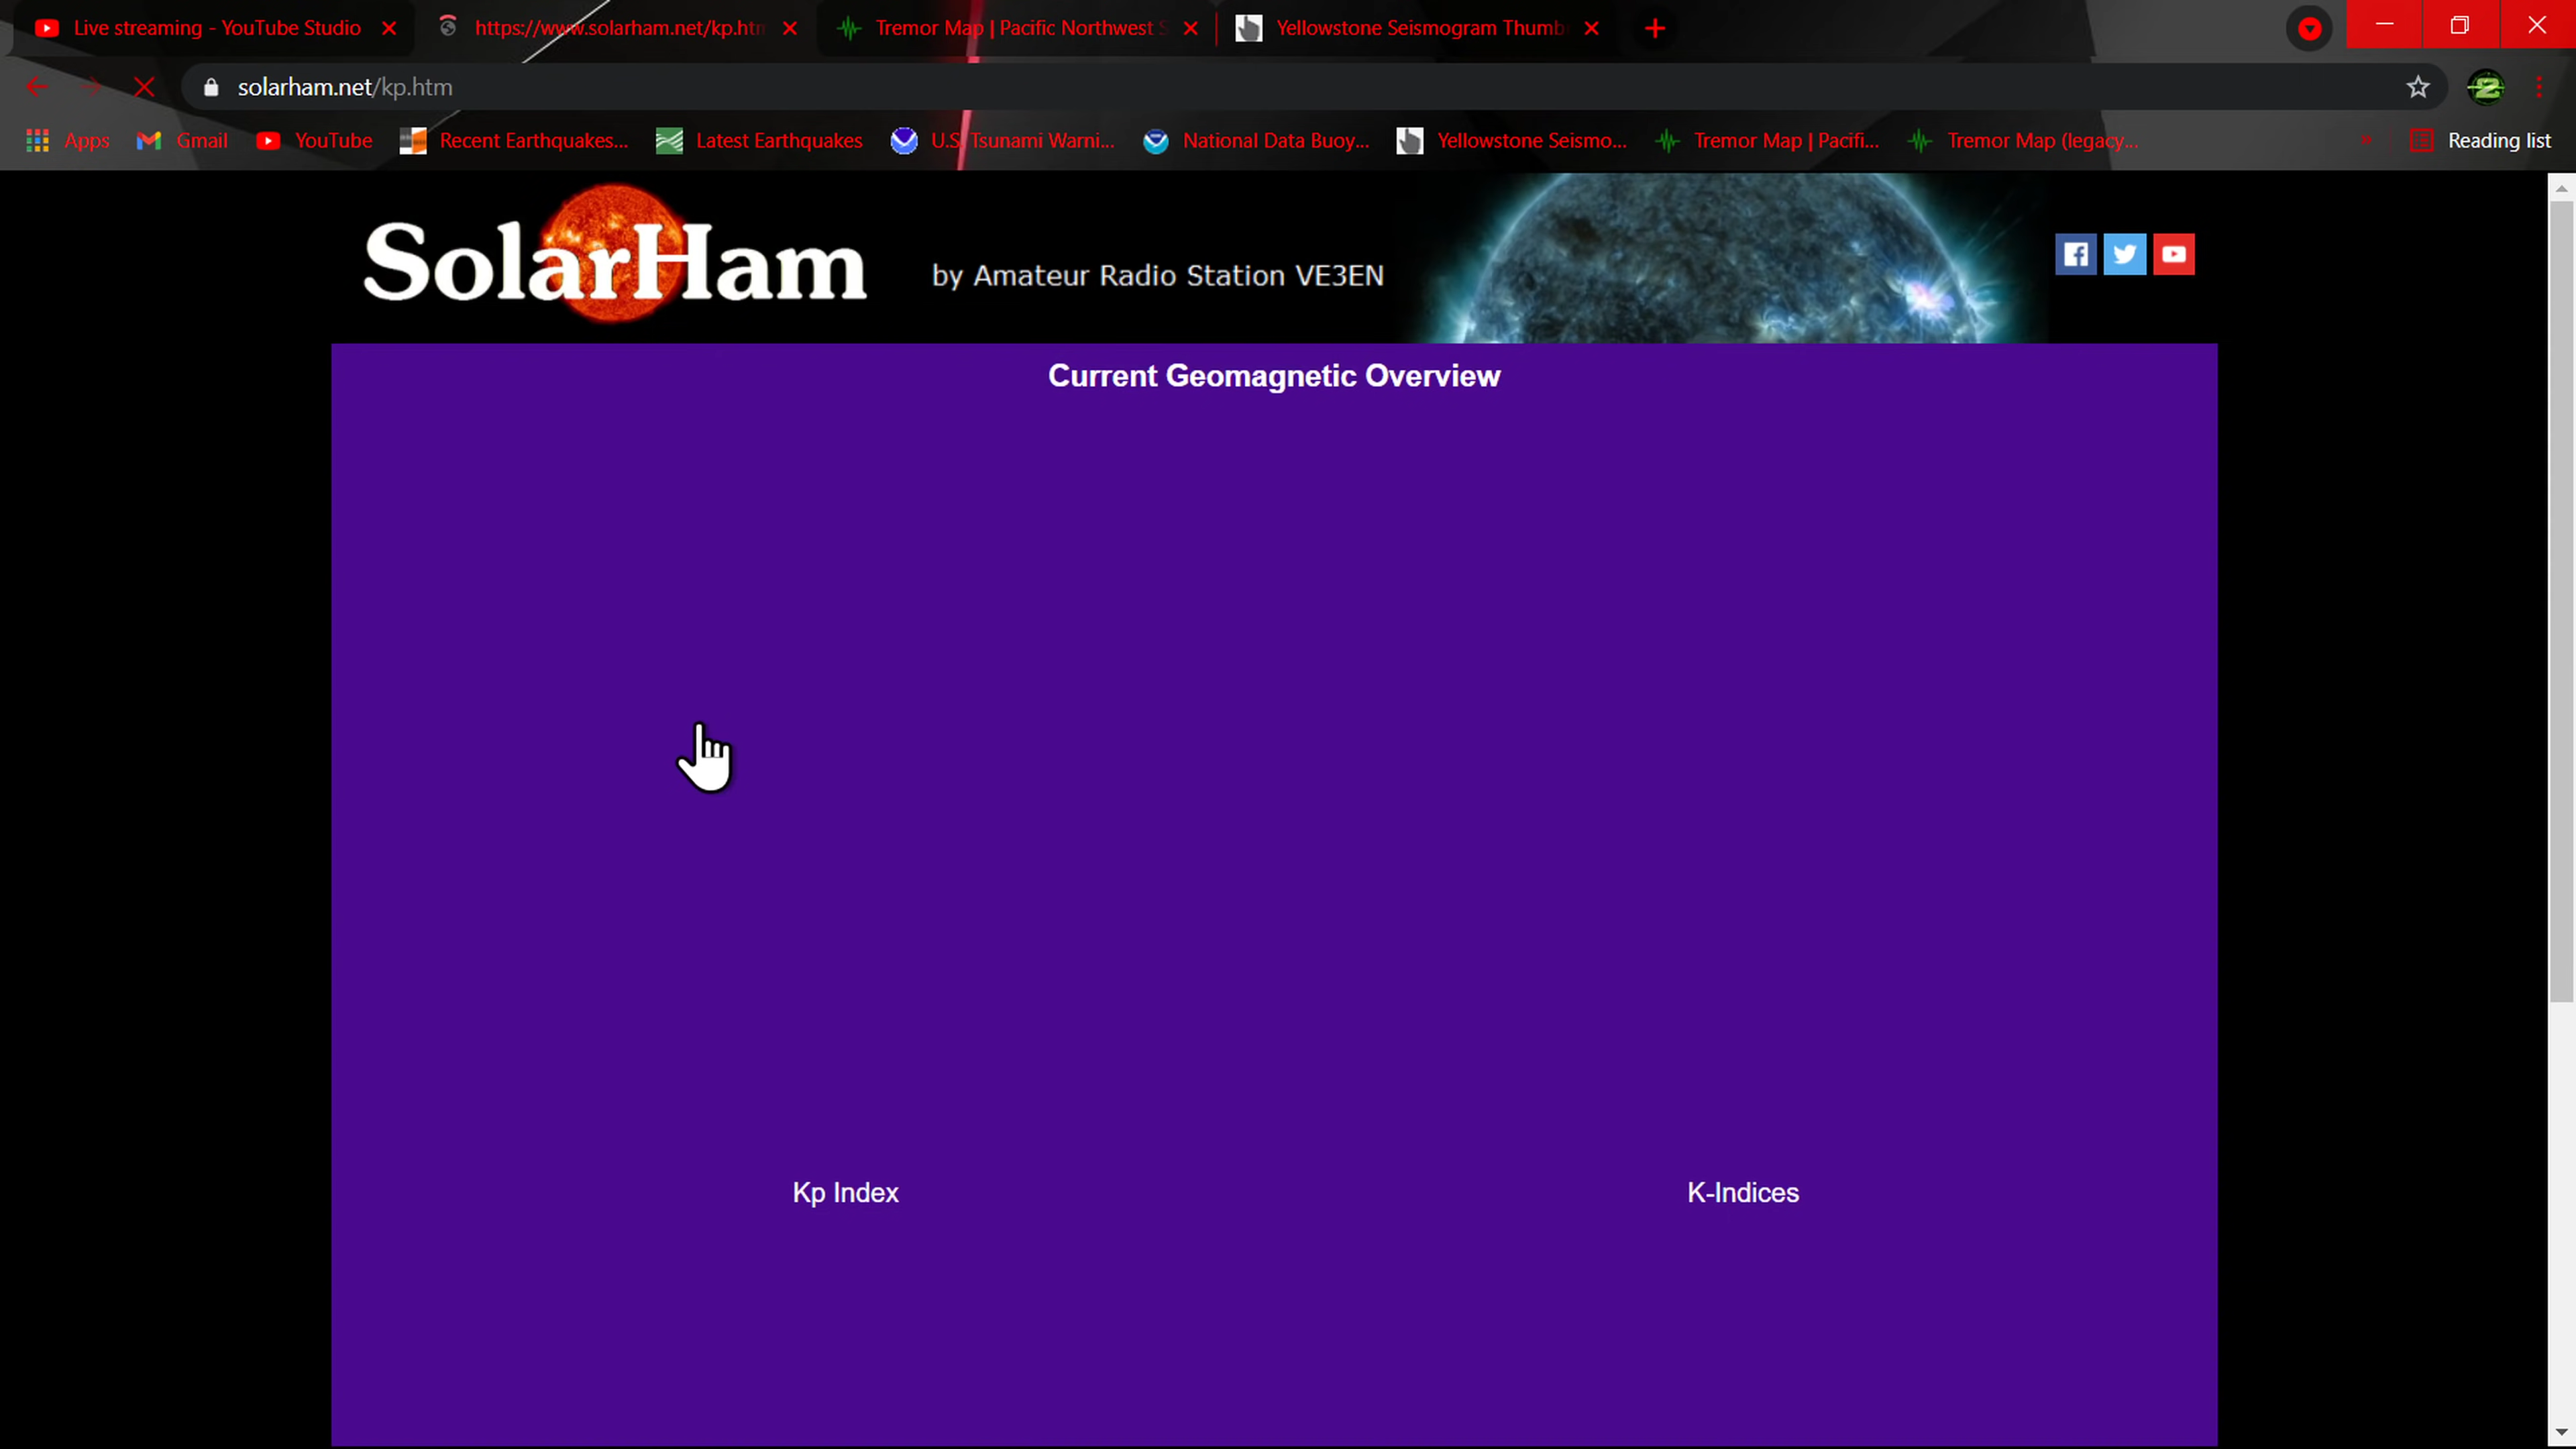 Live streaming - YouTube Studio
https://www.solarham.net/kp.htm
Tremor Map | Pacific Northwest S
Yellowstone Seismogram Thumb
solarham.net/kp.htm
Apps
Gmail
YouTube
Recent Earthquakes...
Latest Earthquakes
U.S. Tsunami Warni...
National Data Buoy...
Yellowstone Seismo...
Tremor Map | Pacifi...
Tremor Map (legacy...
Reading list
SolarHam
by Amateur Radio Station VE3EN
Current Geomagnetic Overview
Kp Index
K-Indices